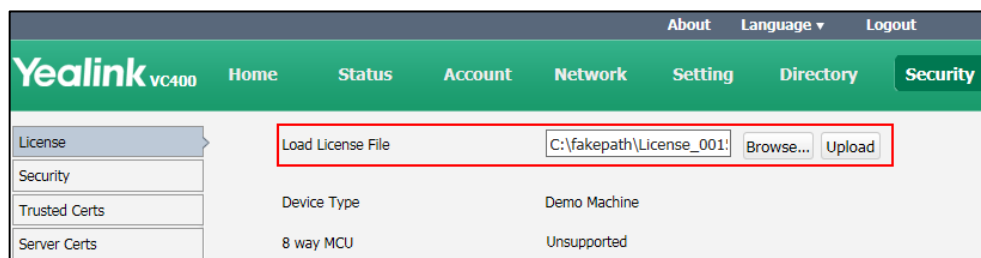 About Language ▾ Logout
Yealink VC400 Home Status Account Network Setting Directory Security
License
Load License File C:\fakepath\License_001 Browse... Upload
Security
Trusted Certs
Device Type Demo Machine
Server Certs
8 way MCU Unsupported